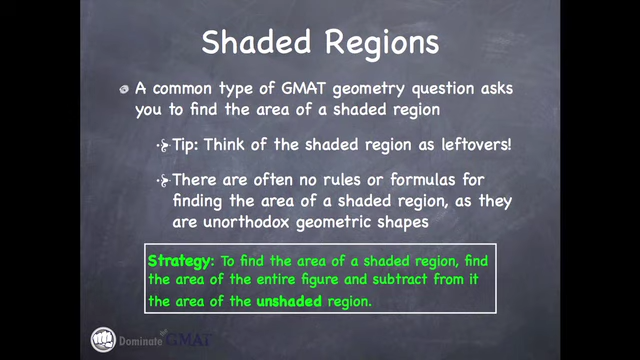 Shaded Regions
A common type of GMAT geometry question asks
you to find the area of a shaded region
Tip: Think of the shaded region as leftovers!
There are often no rules or formulas for
finding the area of a shaded region, as they
are unorthodox geometric shapes
Strategy: To find the area of a shaded region, find
the area of the entire figure and subtract from it
the area of the unshaded region.
Dominate the GMAT